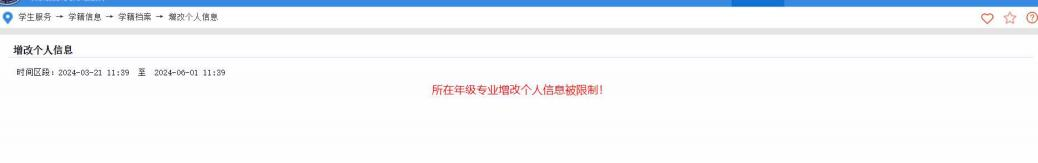 学生服务 → 学籍信息 → 学籍档案 → 增改个人信息
增改个人信息
时间区段：2024-03-21 11:39 至 2024-06-01 11:39
所在年级专业增改个人信息被限制！